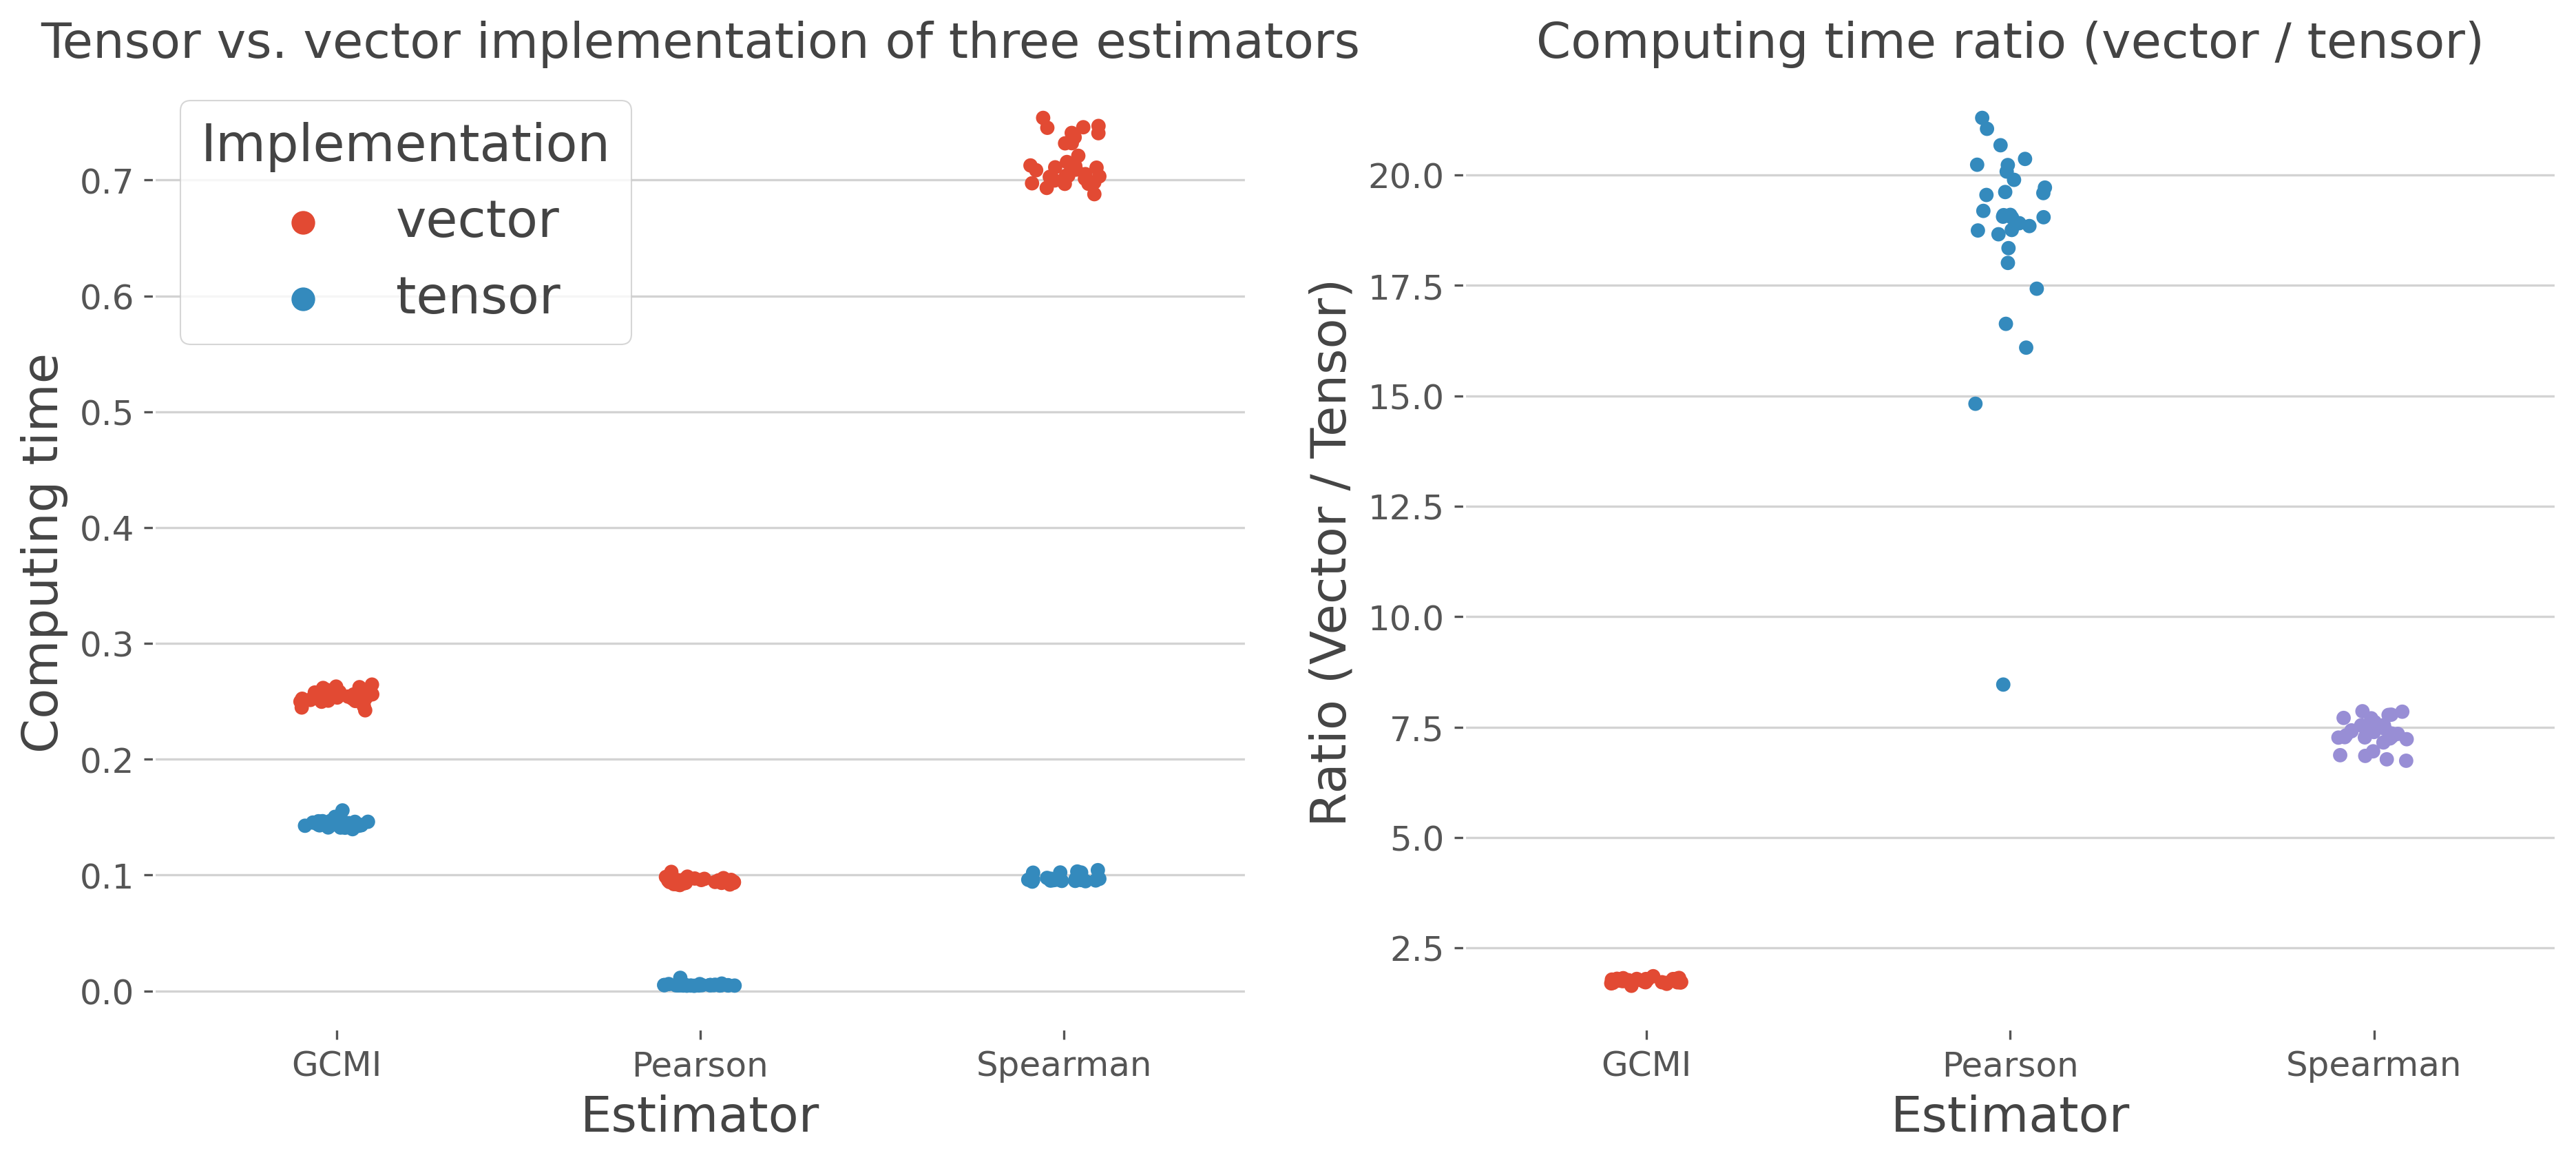 Tensor vs. vector implementation of three estimators
Implementation
vector
tensor
Computing time
0.7
0.6
0.5
0.4
0.3
0.2
0.1
0.0
GCMI
Pearson
Spearman
Estimator
Computing time ratio (vector / tensor)
Ratio (Vector / Tensor)
20.0
17.5
15.0
12.5
10.0
7.5
5.0
2.5
GCMI
Pearson
Spearman
Estimator